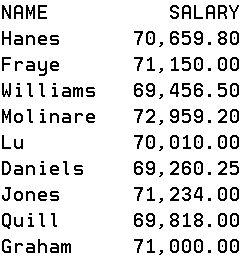 NAME SALARY
Hanes 70,659.80
Fraye 71,150.00
Williams 69,456.50
Molinare 72,959.20
Lu 70,010.00
Daniels 69,260.25
Jones 71,234.00
Quill 69,818.00
Graham 71,000.00